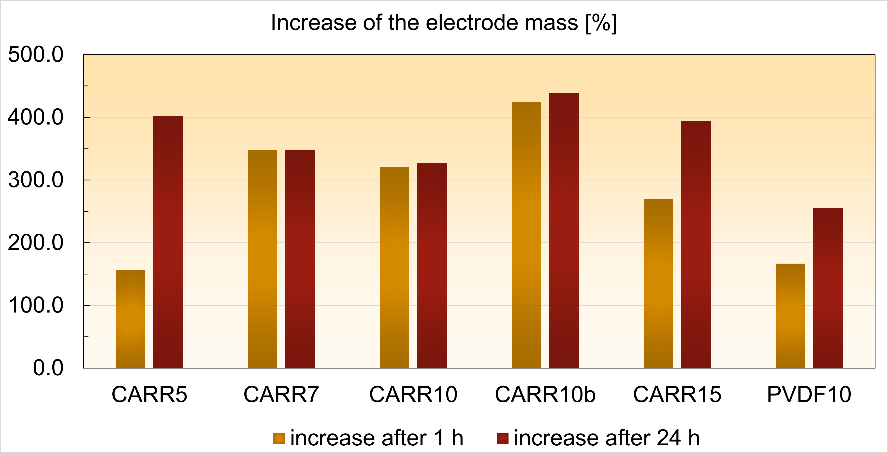 Increase of the electrode mass [%]
500.0
400.0
300.0
200.0
100.0
0.0
CARR5 CARR7 CARR10 CARR10b CARR15 PVDF10
increase after 1 h increase after 24 h